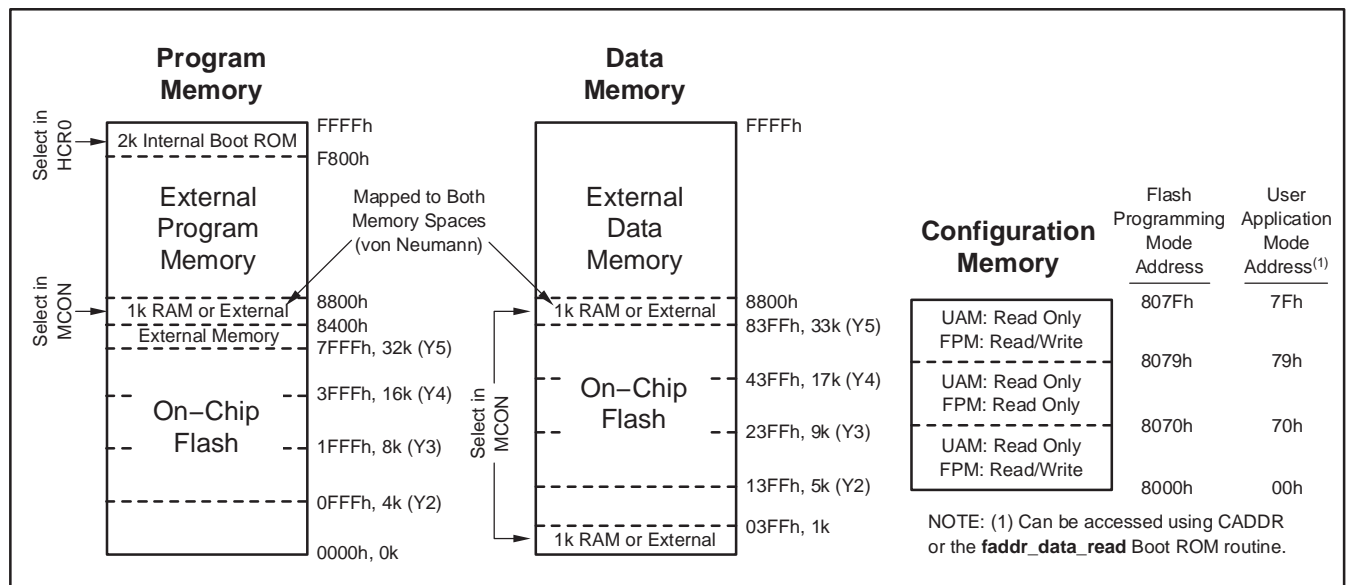 Program
Memory
Select in
HCR0
2k Internal Boot ROM
FFFFh
F800h
External
Program
Memory
Mapped to Both
Memory Spaces
(von Neumann)
Select in
MCON
1k RAM or External
8800h
8400h
External Memory
7FFFh, 32k (Y5)
3FFFh, 16k (Y4)
On−Chip
Flash
1FFFh, 8k (Y3)
0FFFh, 4k (Y2)
0000h, 0k
Data
Memory
FFFFh
External
Data
Memory
8800h
1k RAM or External
83FFh, 33k (Y5)
Select in
MCON
43FFh, 17k (Y4)
On−Chip
Flash
23FFh, 9k (Y3)
13FFh, 5k (Y2)
03FFh, 1k
1k RAM or External
Configuration
Memory
Flash
Programming
Mode
Address
User
Application
Mode
Address(1)
807Fh 7Fh
UAM: Read Only
FPM: Read/Write
8079h 79h
UAM: Read Only
FPM: Read Only
8070h 70h
UAM: Read Only
FPM: Read/Write
8000h 00h
NOTE: (1) Can be accessed using CADDR
or the faddr_data_read Boot ROM routine.